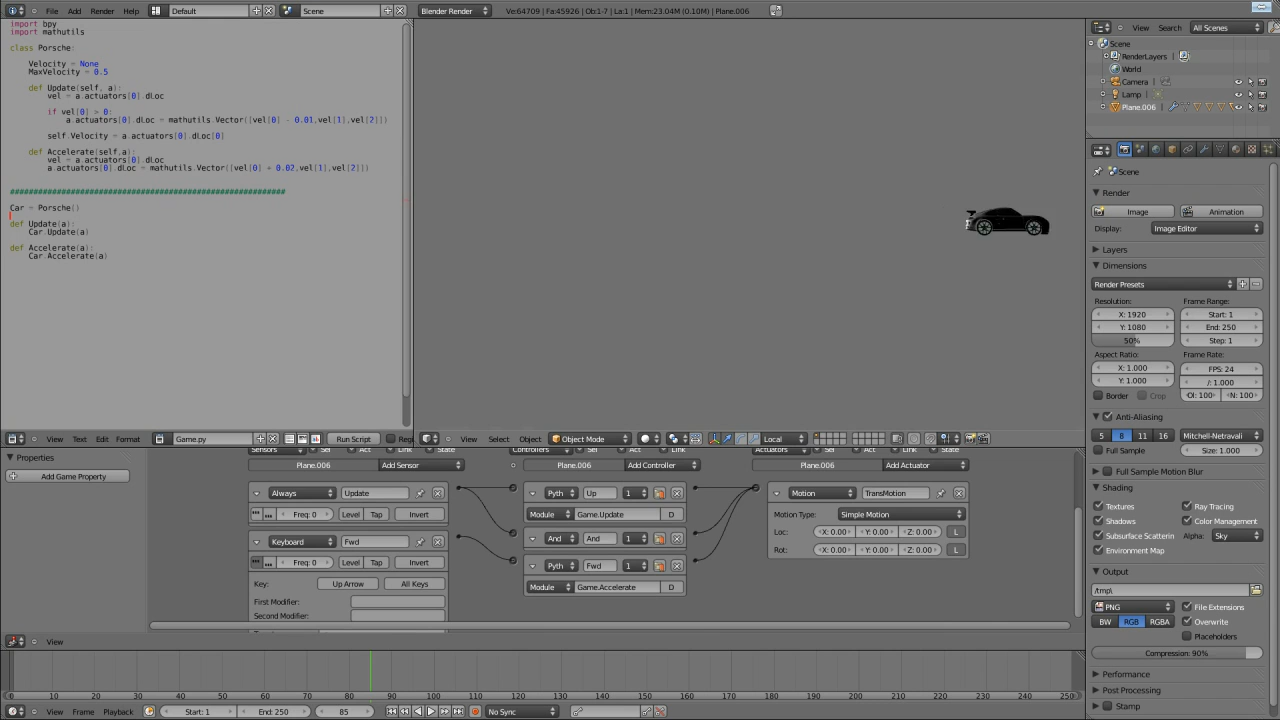 File Add Render Help Default Scene Blender Render Ve:64709 | Fa:45926 | Ob:1-7 | La:1 | Mem:23.04M (0.10M) | Plane.006
import bpy
import mathutils
class Porsche:
Velocity = None
MaxVelocity = 0.5
def Update(self, a):
vel = a.actuators[0].dLoc
if vel[0] > 0:
a.actuators[0].dLoc = mathutils.Vector([vel[0] - 0.01,vel[1],vel[2]])
self.Velocity = a.actuators[0].dLoc[0]
def Accelerate(self,a):
vel = a.actuators[0].dLoc
a.actuators[0].dLoc = mathutils.Vector([vel[0] + 0.02,vel[1],vel[2]])
############################################################
Car = Porsche()
def Update(a):
Car.Update(a)
def Accelerate(a):
Car.Accelerate(a)
View Text Edit Format Game.py Run Script
View Select Object Object Mode Local
View Search All Scenes
Scene
RenderLayers
World
Camera
Lamp
Plane.006
Scene
Render
Image Animation
Display: Image Editor
Layers
Dimensions
Render Presets
Resolution: Frame Range:
X: 1920 Start: 1
Y: 1080 End: 250
50% Step: 1
Aspect Ratio: Frame Rate:
X: 1.000 FPS: 24
Y: 1.000 /: 1.000
Border Crop Ol: 100 N: 100
Anti-Aliasing
5 8 11 16 Mitchell-Netravali
Full Sample Size: 1.000
Full Sample Motion Blur
Shading
Textures Ray Tracing
Shadows Color Management
Subsurface Scatterin Alpha: Sky
Environment Map
Output
/tmp\
PNG File Extensions
BW RGB RGBA Overwrite
Placeholders
Compression: 90%
Performance
Post Processing
Stamp
Properties
Add Game Property
Sensors Sel Act Link State Controllers Sel Act Link Actuators Sel Act Link State
Plane.006 Add Sensor Plane.006 Add Controller Plane.006 Add Actuator
Always Update Pyth Up 1 Motion TransMotion
Freq: 0 Level Tap Invert Module Game.Update D Motion Type: Simple Motion
Loc: X: 0.00 Y: 0.00 Z: 0.00 L
Keyboard Fwd And And 1
Rot: X: 0.00 Y: 0.00 Z: 0.00 L
Freq: 0 Level Tap Invert Pyth Fwd 1
Key: Up Arrow All Keys Module Game.Accelerate D
First Modifier:
Second Modifier:
View
0 10 20 30 40 50 60 70 80 90 100 110 120 130 140 150 160 170 180 190 200 210 220 230 240 250
View Frame Playback Start: 1 End: 250 85 No Sync